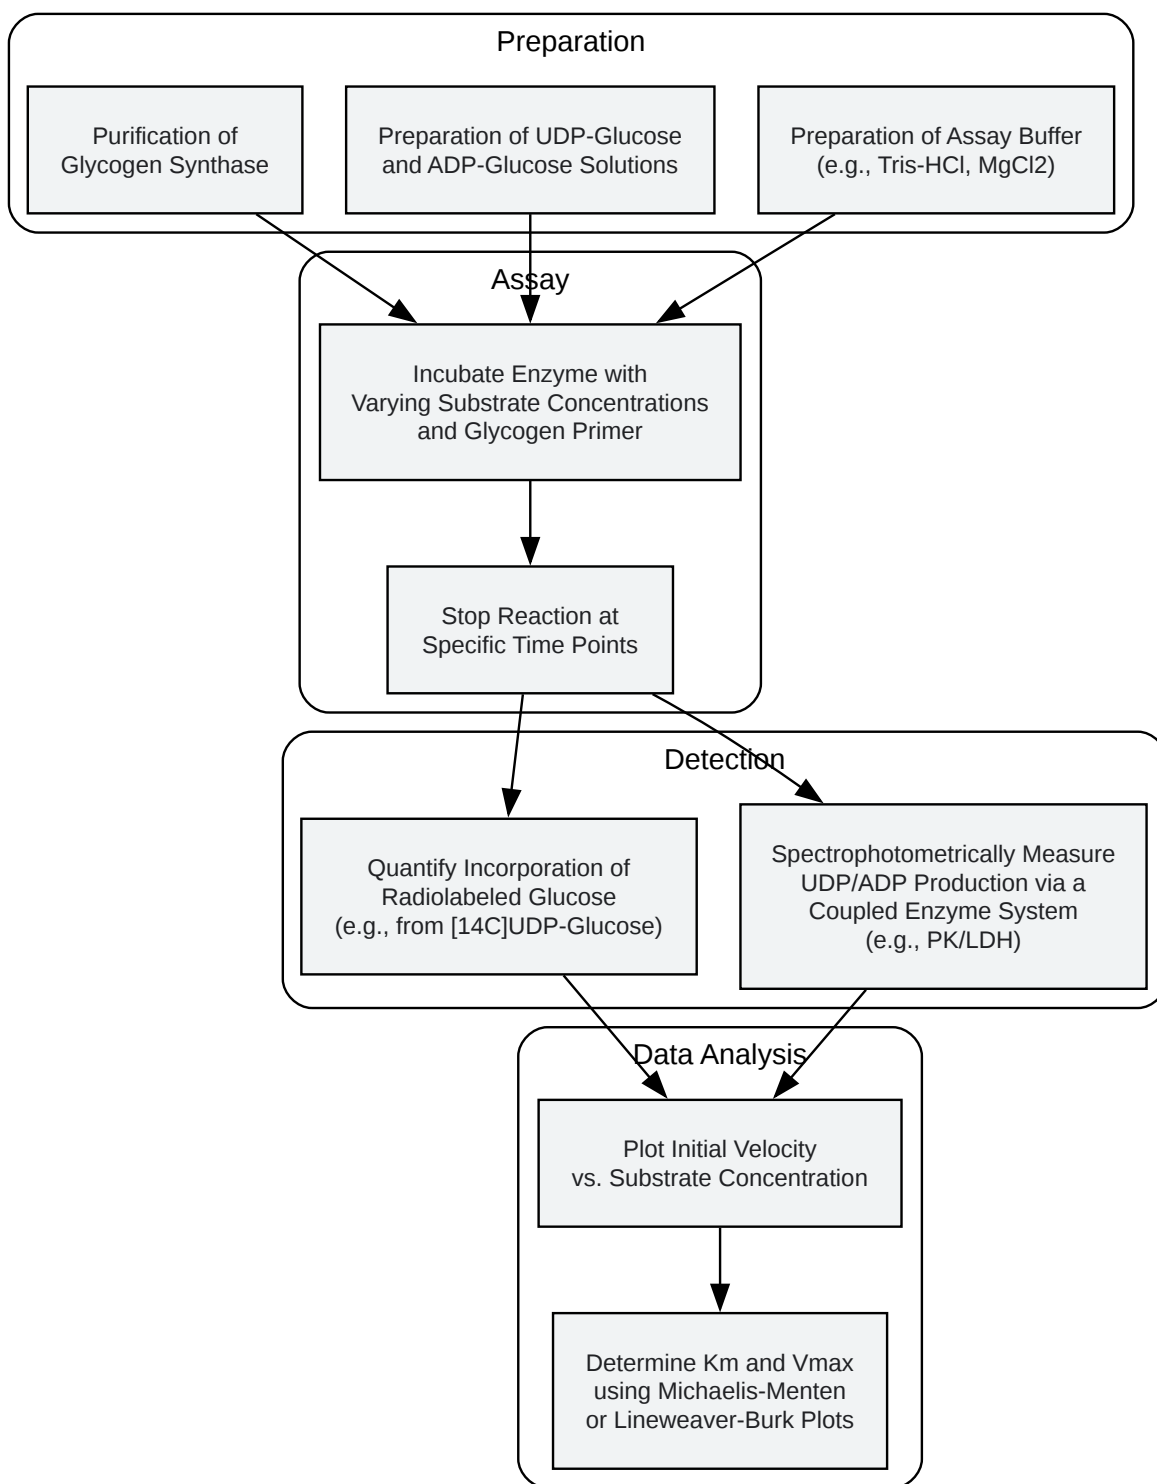 Preparation
Purification of
Glycogen Synthase
Preparation of UDP-Glucose
and ADP-Glucose Solutions
Preparation of Assay Buffer
(e.g., Tris-HCl, MgCl2)
Assay
Incubate Enzyme with
Varying Substrate Concentrations
and Glycogen Primer
Stop Reaction at
Specific Time Points
Detection
Quantify Incorporation of
Radiolabeled Glucose
(e.g., from [14C]UDP-Glucose)
Spectrophotometrically Measure
UDP/ADP Production via a
Coupled Enzyme System
(e.g., PK/LDH)
Data Analysis
Plot Initial Velocity
vs. Substrate Concentration
Determine Km and Vmax
using Michaelis-Menten
or Lineweaver-Burk Plots